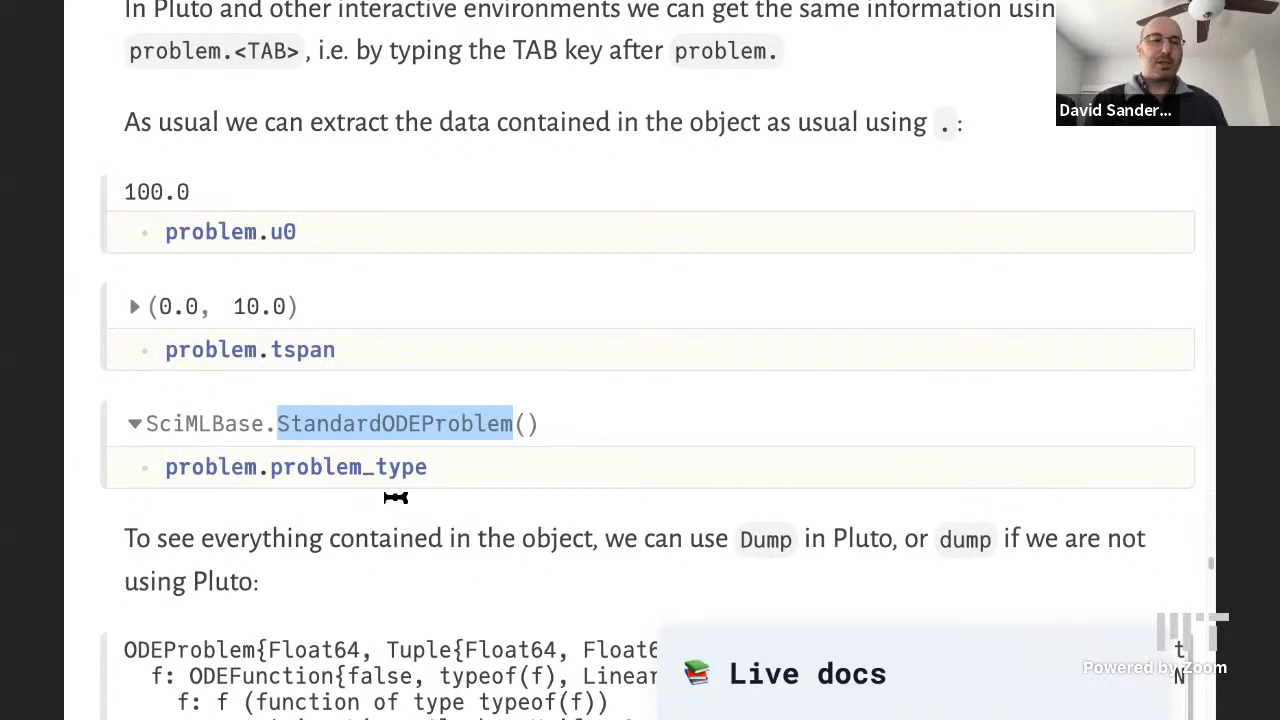 In Pluto and other interactive environments we can get the same information usin
problem.<TAB>, i.e. by typing the TAB key after problem.
David Sander...
As usual we can extract the data contained in the object as usual using .:
100.0
problem.u0
(0.0, 10.0)
problem.tspan
SciMLBase.StandardODEProblem()
problem.problem_type
To see everything contained in the object, we can use Dump in Pluto, or dump if we are not
using Pluto:
ODEProblem{Float64, Tuple{Float64, Float6
f: ODEFunction{false, typeof(f), Linear
f: f (function of type typeof(f))
Live docs
MIT
Powered by Zoom